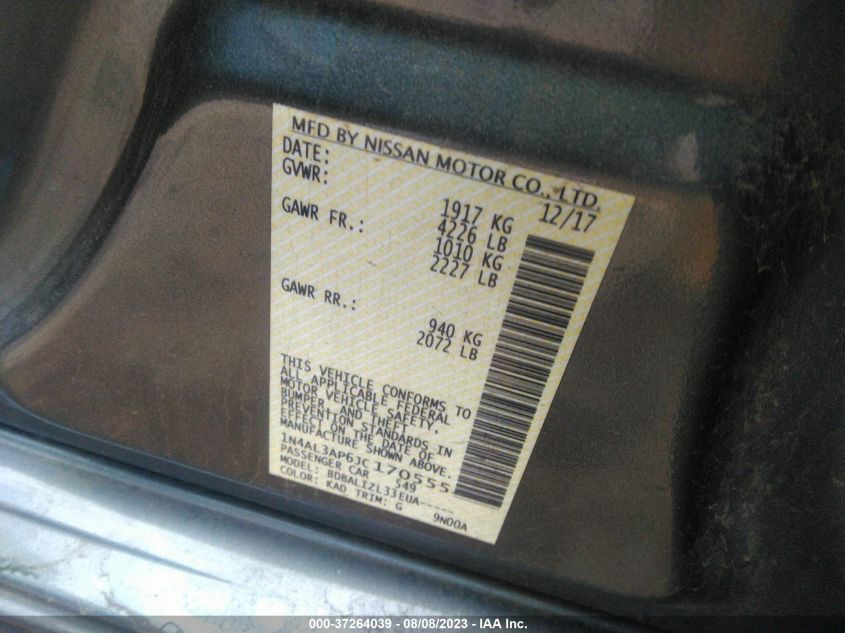 MFD BY NISSAN MOTOR CO., LTD.
DATE: 12/17
GVWR: 1917 KG
4226 LB
GAWR FR.: 1010 KG
2227 LB
GAWR RR.: 940 KG
2072 LB
THIS VEHICLE CONFORMS TO
ALL APPLICABLE FEDERAL
MOTOR VEHICLE SAFETY,
BUMPER, AND THEFT
PREVENTION STANDARDS IN
EFFECT ON THE DATE OF
MANUFACTURE SHOWN ABOVE.
1N4AL3AP6JC170555
PASSENGER CAR 549
MODEL: BDBALIZL33EUA-----
COLOR: KAD TRIM: G 9N00A
000-37264039 - 08/08/2023 - IAA Inc.